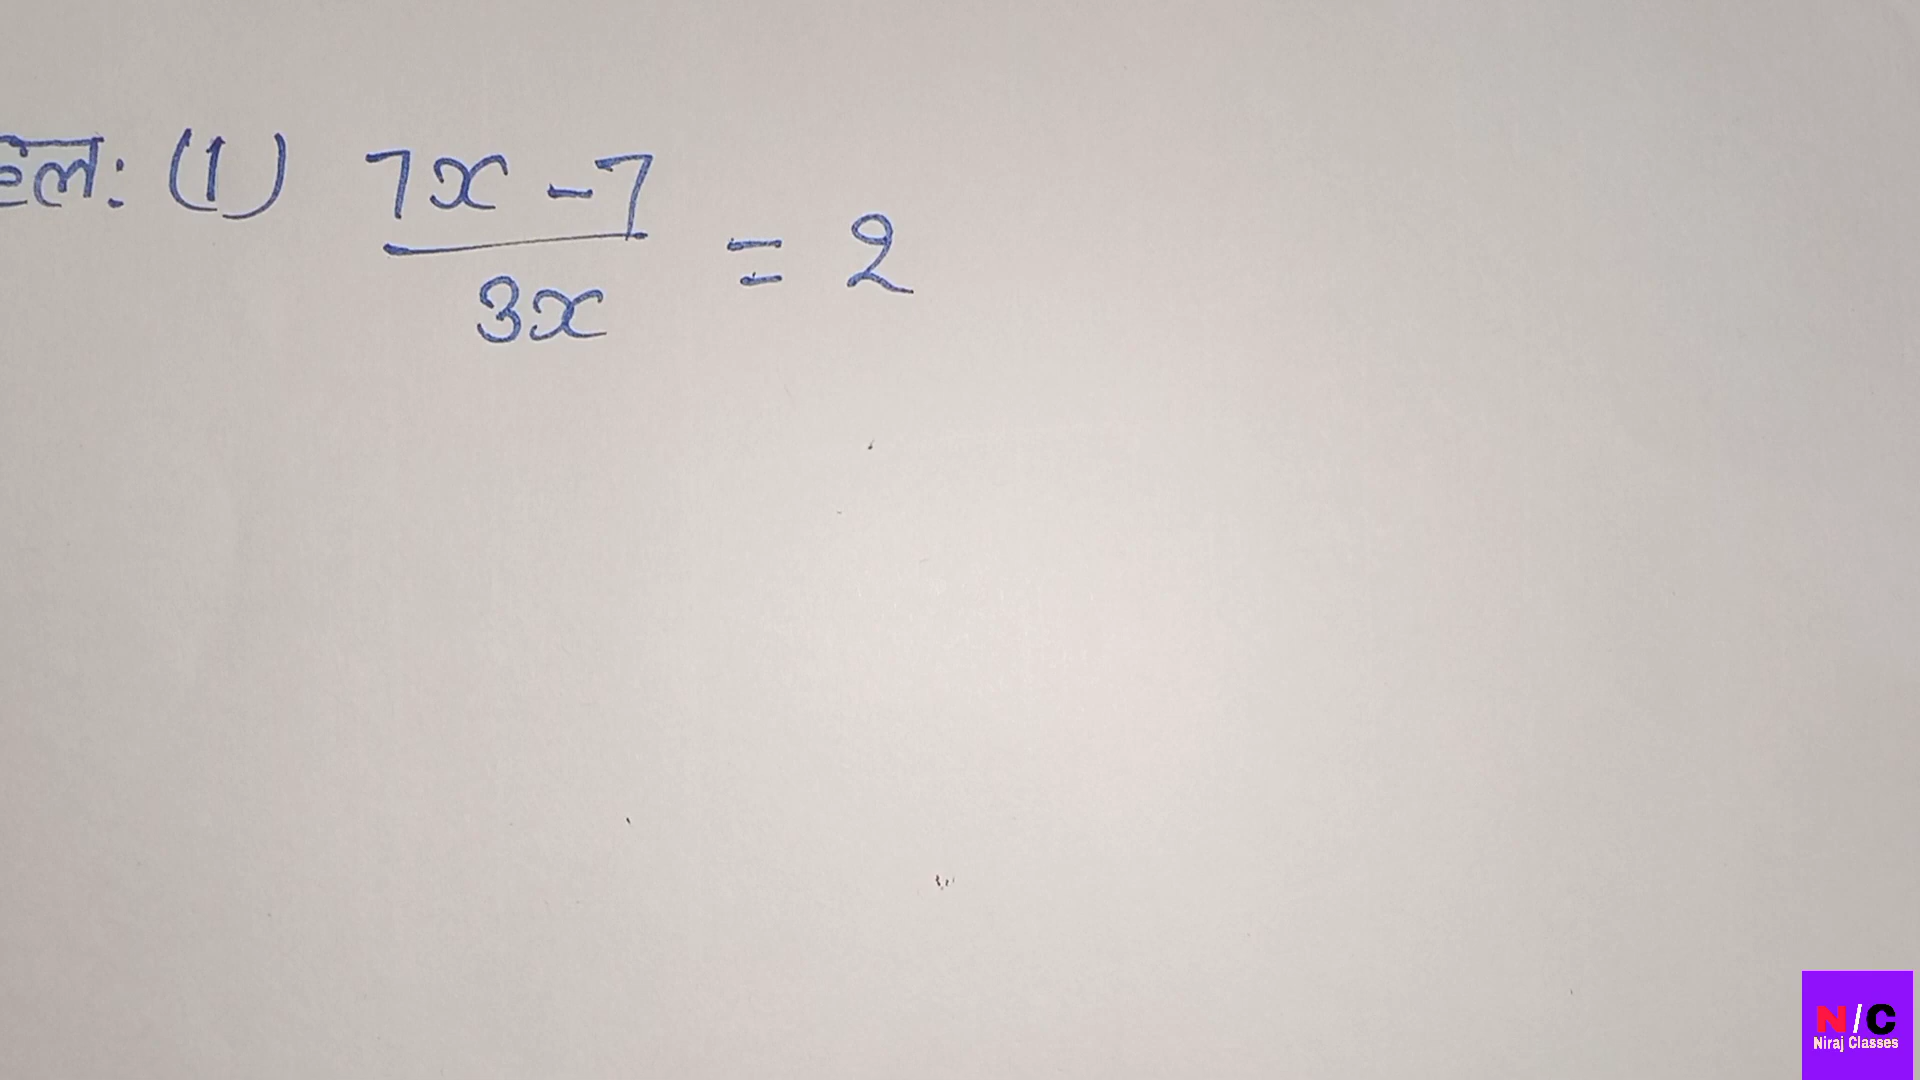 हल: (1) 7x - 7
= 2
3x
N/C
Niraj Classes